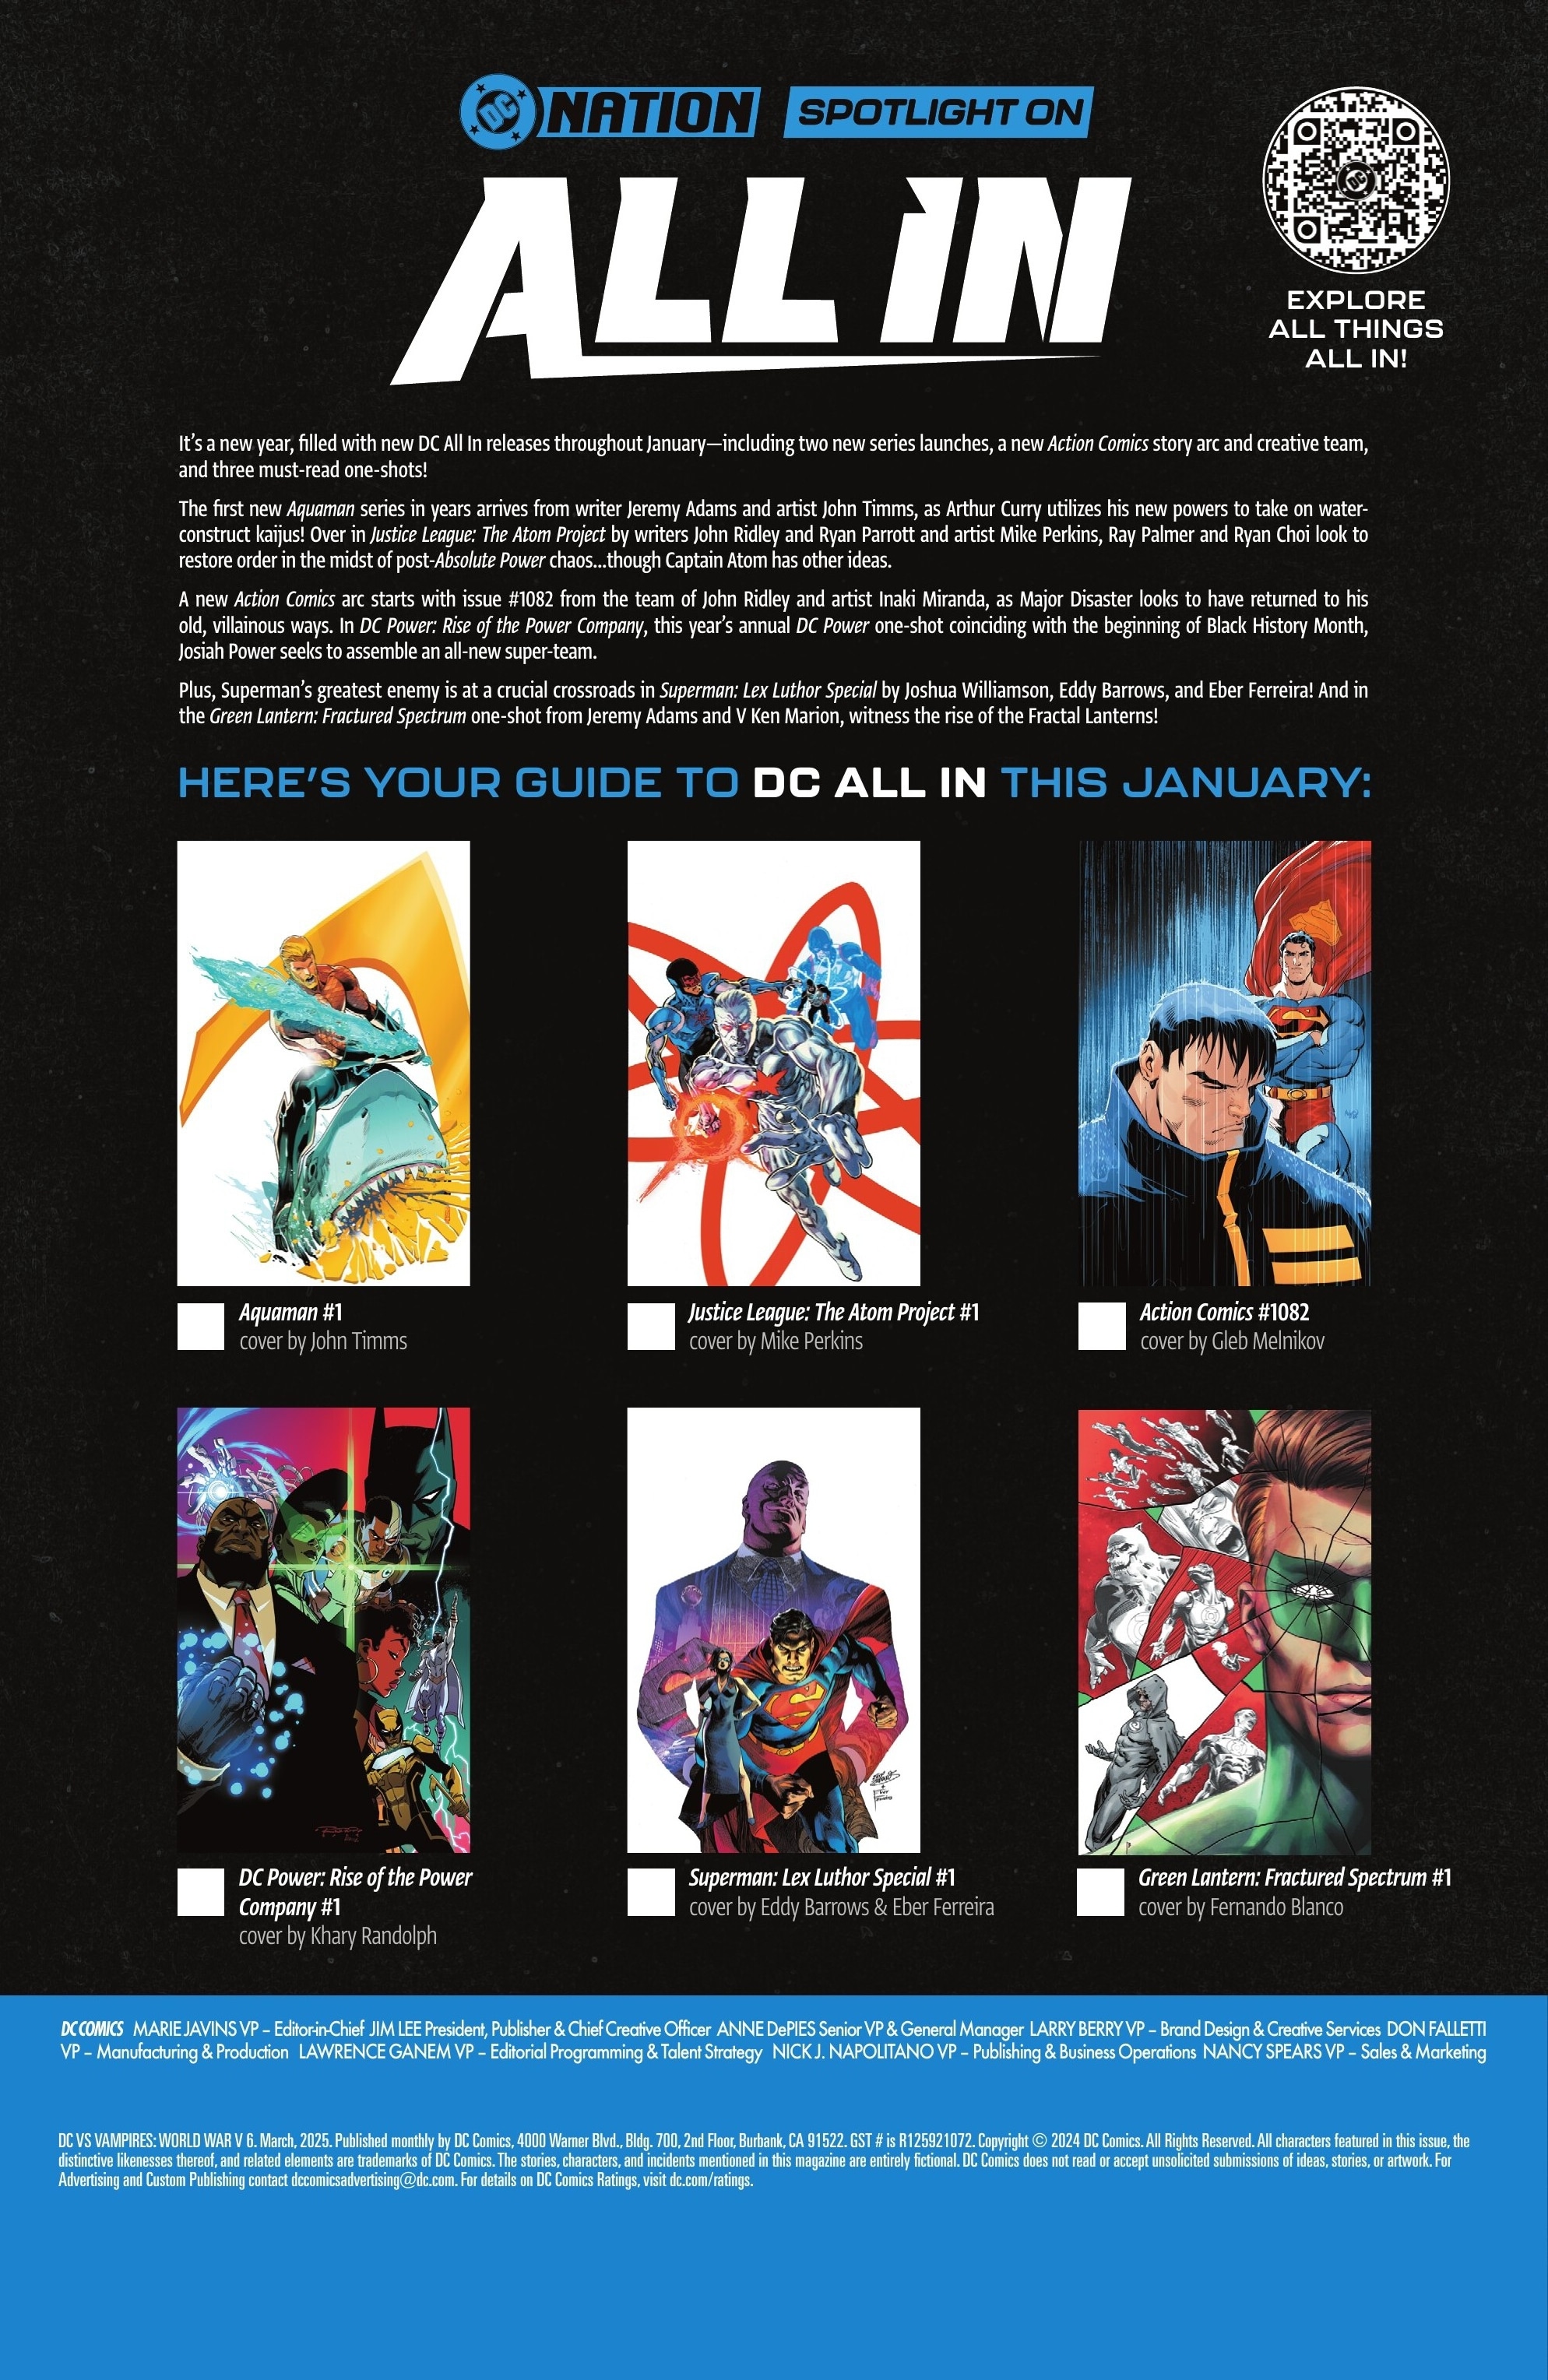 DC NATION SPOTLIGHT ON
ALL IN
DC
EXPLORE
ALL THINGS
ALL IN!
It's a new year, filled with new DC All In releases throughout January—including two new series launches, a new Action Comics story arc and creative team,
and three must-read one-shots!
The first new Aquaman series in years arrives from writer Jeremy Adams and artist John Timms, as Arthur Curry utilizes his new powers to take on water-
construct kaijus! Over in Justice League: The Atom Project by writers John Ridley and Ryan Parrott and artist Mike Perkins, Ray Palmer and Ryan Choi look to
restore order in the midst of post-Absolute Power chaos...though Captain Atom has other ideas.
A new Action Comics arc starts with issue #1082 from the team of John Ridley and artist Inaki Miranda, as Major Disaster looks to have returned to his
old, villainous ways. In DC Power: Rise of the Power Company, this year's annual DC Power one-shot coinciding with the beginning of Black History Month,
Josiah Power seeks to assemble an all-new super-team.
Plus, Superman's greatest enemy is at a crucial crossroads in Superman: Lex Luthor Special by Joshua Williamson, Eddy Barrows, and Eber Ferreira! And in
the Green Lantern: Fractured Spectrum one-shot from Jeremy Adams and V Ken Marion, witness the rise of the Fractal Lanterns!
HERE'S YOUR GUIDE TO DC ALL IN THIS JANUARY:
Aquaman #1
cover by John Timms
Justice League: The Atom Project #1
cover by Mike Perkins
Action Comics #1082
cover by Gleb Melnikov
DC Power: Rise of the Power
Company #1
cover by Khary Randolph
Superman: Lex Luthor Special #1
cover by Eddy Barrows & Eber Ferreira
Green Lantern: Fractured Spectrum #1
cover by Fernando Blanco
DC COMICS MARIE JAVINS VP – Editor-in-Chief JIM LEE President, Publisher & Chief Creative Officer ANNE DePIES Senior VP & General Manager LARRY BERRY VP – Brand Design & Creative Services DON FALLETTI
VP – Manufacturing & Production LAWRENCE GANEM VP – Editorial Programming & Talent Strategy NICK J. NAPOLITANO VP – Publishing & Business Operations NANCY SPEARS VP – Sales & Marketing
DC VS VAMPIRES: WORLD WAR V 6. March, 2025. Published monthly by DC Comics, 4000 Warner Blvd., Bldg. 700, 2nd Floor, Burbank, CA 91522. GST # is R125921072. Copyright © 2024 DC Comics. All Rights Reserved. All characters featured in this issue, the
distinctive likenesses thereof, and related elements are trademarks of DC Comics. The stories, characters, and incidents mentioned in this magazine are entirely fictional. DC Comics does not read or accept unsolicited submissions of ideas, stories, or artwork. For
Advertising and Custom Publishing contact dccomicsadvertising@dc.com. For details on DC Comics Ratings, visit dc.com/ratings.